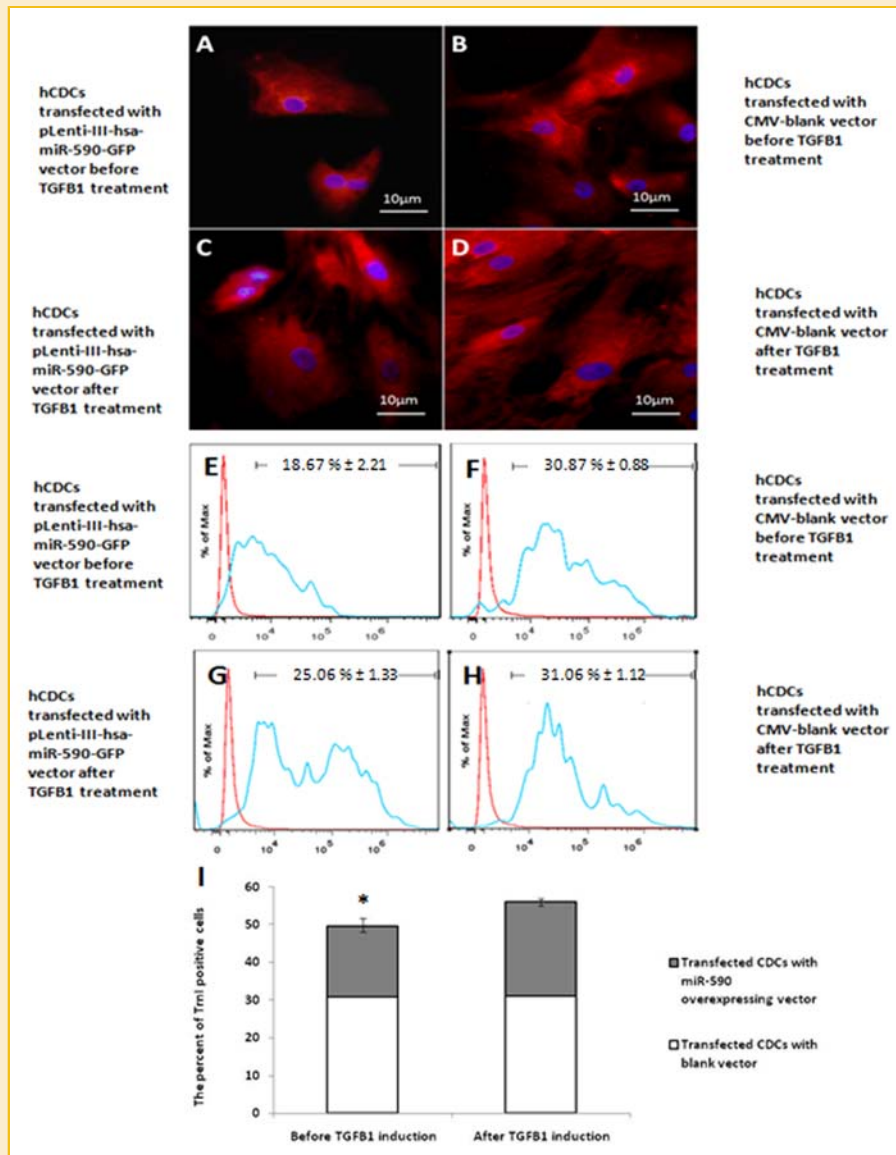 A
B
hCDCs
transfected with
pLenti-III-hsa-
miR-590-GFP
vector before
TGFB1 treatment
hCDCs
transfected with
CMV-blank vector
before TGFB1
treatment
10µm
10µm
C
D
hCDCs
transfected with
pLenti-III-hsa-
miR-590-GFP
vector after
TGFB1 treatment
hCDCs
transfected with
CMV-blank vector
after TGFB1
treatment
10µm
10µm
hCDCs
transfected with
pLenti-III-hsa-
miR-590-GFP
vector before
TGFB1 treatment
E
18.67 % ± 2.21
% of Max
0 10⁴ 10⁵ 10⁶
F
30.87 % ± 0.88
% of Max
0 10⁴ 10⁵ 10⁶
hCDCs
transfected with
CMV-blank vector
before TGFB1
treatment
hCDCs
transfected with
pLenti-III-hsa-
miR-590-GFP
vector after
TGFB1 treatment
G
25.06 % ± 1.33
% of Max
0 10⁴ 10⁵ 10⁶
H
31.06 % ± 1.12
% of Max
0 10⁴ 10⁵ 10⁶
hCDCs
transfected with
CMV-blank vector
after TGFB1
treatment
I
The percent of TrnI positive cells
60
50
40
30
20
10
0
*
Before TGFB1 induction
After TGFB1 induction
Transfected CDCs with
miR-590
overexpressing vector
Transfected CDCs with
blank vector